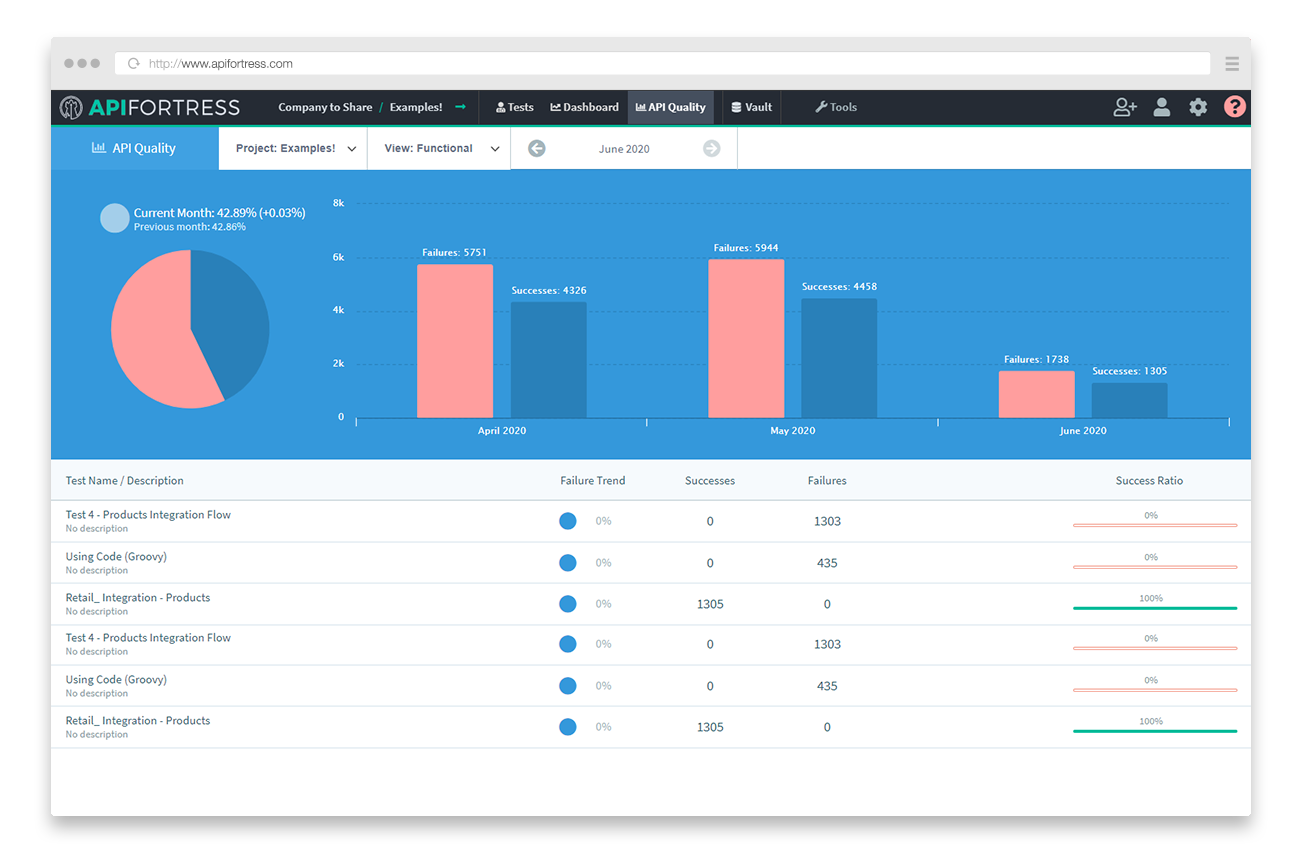 http://www.apifortress.com
APIFORTRESS Company to Share / Examples! Tests Dashboard API Quality Vault Tools ?
API Quality Project: Examples! View: Functional June 2020
Current Month: 42.89% (+0.03%)
Previous month: 42.86%
8k
6k
4k
2k
0
Failures: 5751
Successes: 4326
Failures: 5944
Successes: 4458
Failures: 1738
Successes: 1305
April 2020 May 2020 June 2020
Test Name / Description Failure Trend Successes Failures Success Ratio
Test 4 - Products Integration Flow
No description
0% 0 1303 0%
Using Code (Groovy)
No description
0% 0 435 0%
Retail_ Integration - Products
No description
0% 1305 0 100%
Test 4 - Products Integration Flow
No description
0% 0 1303 0%
Using Code (Groovy)
No description
0% 0 435 0%
Retail_ Integration - Products
No description
0% 1305 0 100%